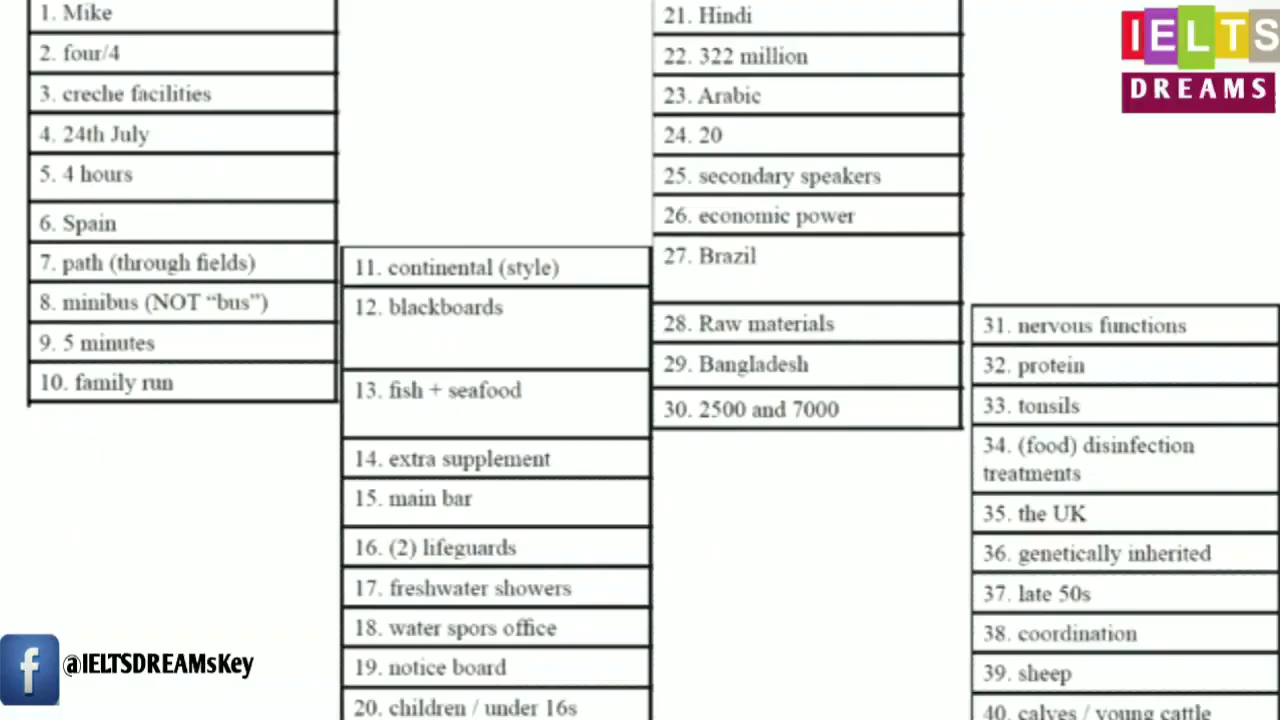 1. Mike
2. four/4
3. creche facilities
4. 24th July
5. 4 hours
6. Spain
7. path (through fields)
8. minibus (NOT “bus”)
9. 5 minutes
10. family run
11. continental (style)
12. blackboards
13. fish + seafood
14. extra supplement
15. main bar
16. (2) lifeguards
17. freshwater showers
18. water spors office
19. notice board
20. children / under 16s
21. Hindi
22. 322 million
23. Arabic
24. 20
25. secondary speakers
26. economic power
27. Brazil
28. Raw materials
29. Bangladesh
30. 2500 and 7000
31. nervous functions
32. protein
33. tonsils
34. (food) disinfection
treatments
35. the UK
36. genetically inherited
37. late 50s
38. coordination
39. sheep
40. calves / young cattle
IELTS
DREAMS
f
@IELTSDREAMsKey